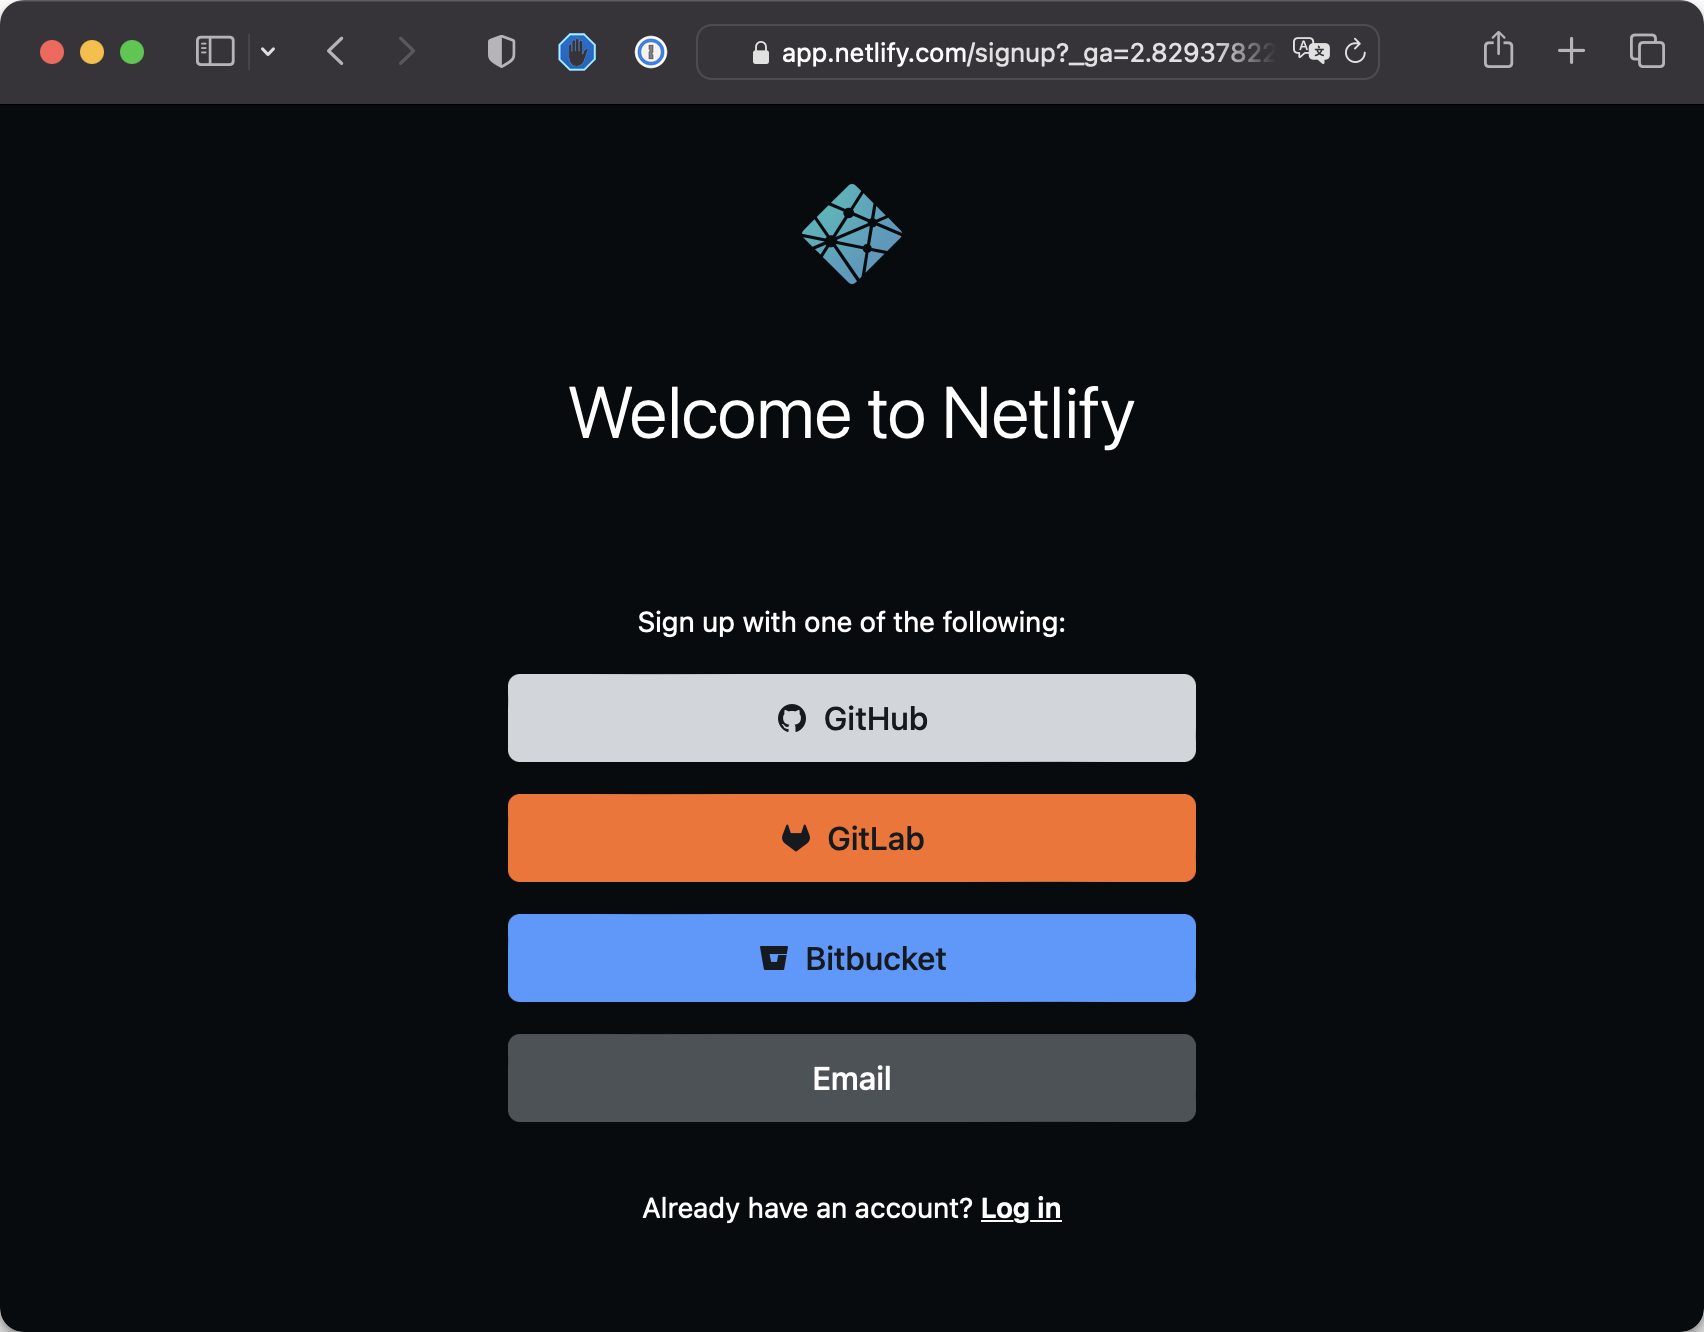 app.netlify.com/signup?_ga=2.82937822
Welcome to Netlify
Sign up with one of the following:
GitHub
GitLab
Bitbucket
Email
Already have an account? Log in